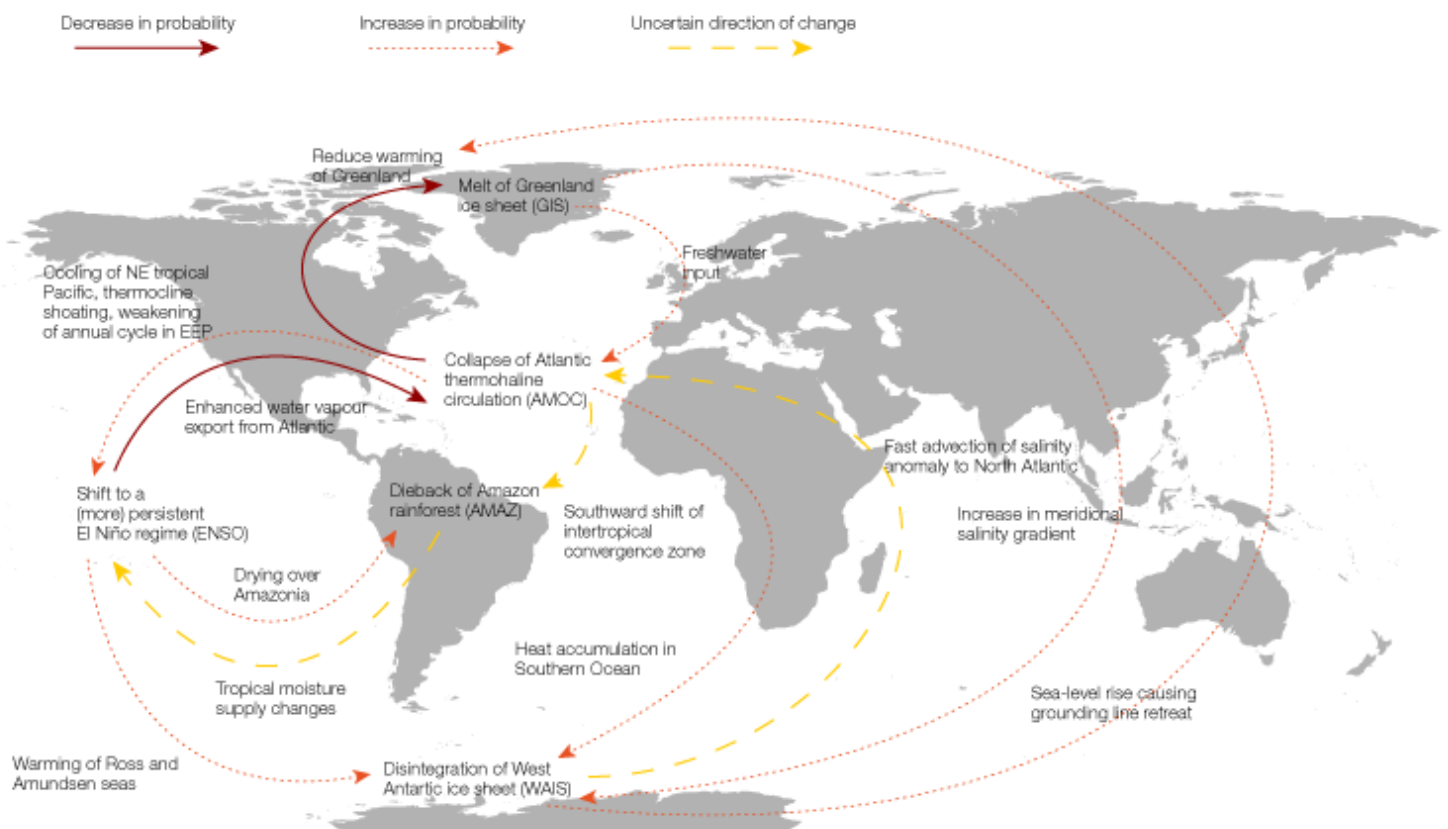 Decrease in probability
Increase in probability
Uncertain direction of change
Reduce warming
of Greenland
Melt of Greenland
ice sheet (GIS)
Freshwater
input
Cooling of NE tropical
Pacific, thermocline
shoating, weakening
of annual cycle in EEP
Collapse of Atlantic
thermohaline
circulation (AMOC)
Enhanced water vapour
export from Atlantic
Fast advection of salinity
anomaly to North Atlantic
Shift to a
(more) persistent
El Niño regime (ENSO)
Dieback of Amazon
rainforest (AMAZ)
Southward shift of
intertropical
convergence zone
Increase in meridional
salinity gradient
Drying over
Amazonia
Heat accumulation in
Southern Ocean
Tropical moisture
supply changes
Sea-level rise causing
grounding line retreat
Warming of Ross and
Amundsen seas
Disintegration of West
Antartic ice sheet (WAIS)